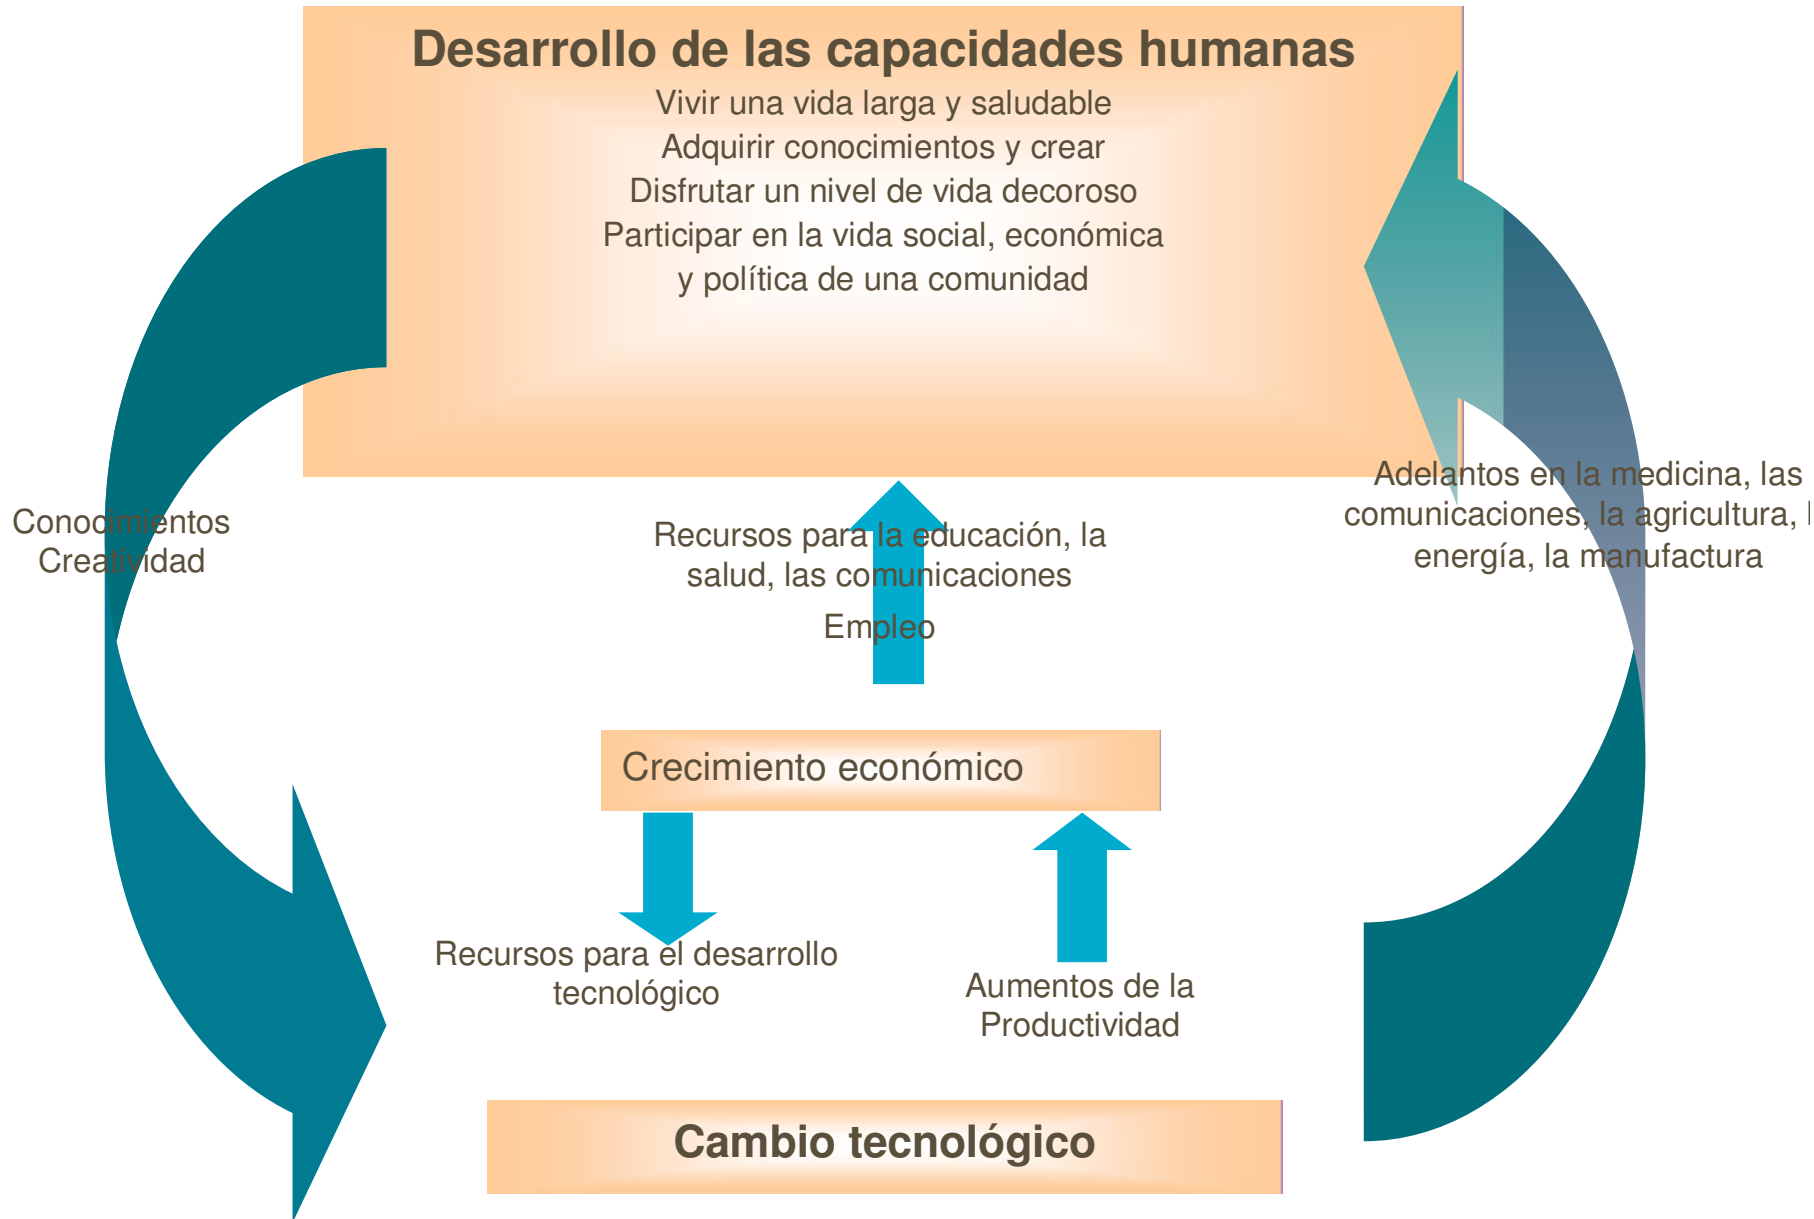 Desarrollo de las capacidades humanas
Vivir una vida larga y saludable
Adquirir conocimientos y crear
Disfrutar un nivel de vida decoroso
Participar en la vida social, económica
y política de una comunidad
Conocimientos
Creatividad
Recursos para la educación, la
salud, las comunicaciones
Empleo
Adelantos en la medicina, las
comunicaciones, la agricultura,
energía, la manufactura
Crecimiento económico
Recursos para el desarrollo
tecnológico
Aumentos de la
Productividad
Cambio tecnológico